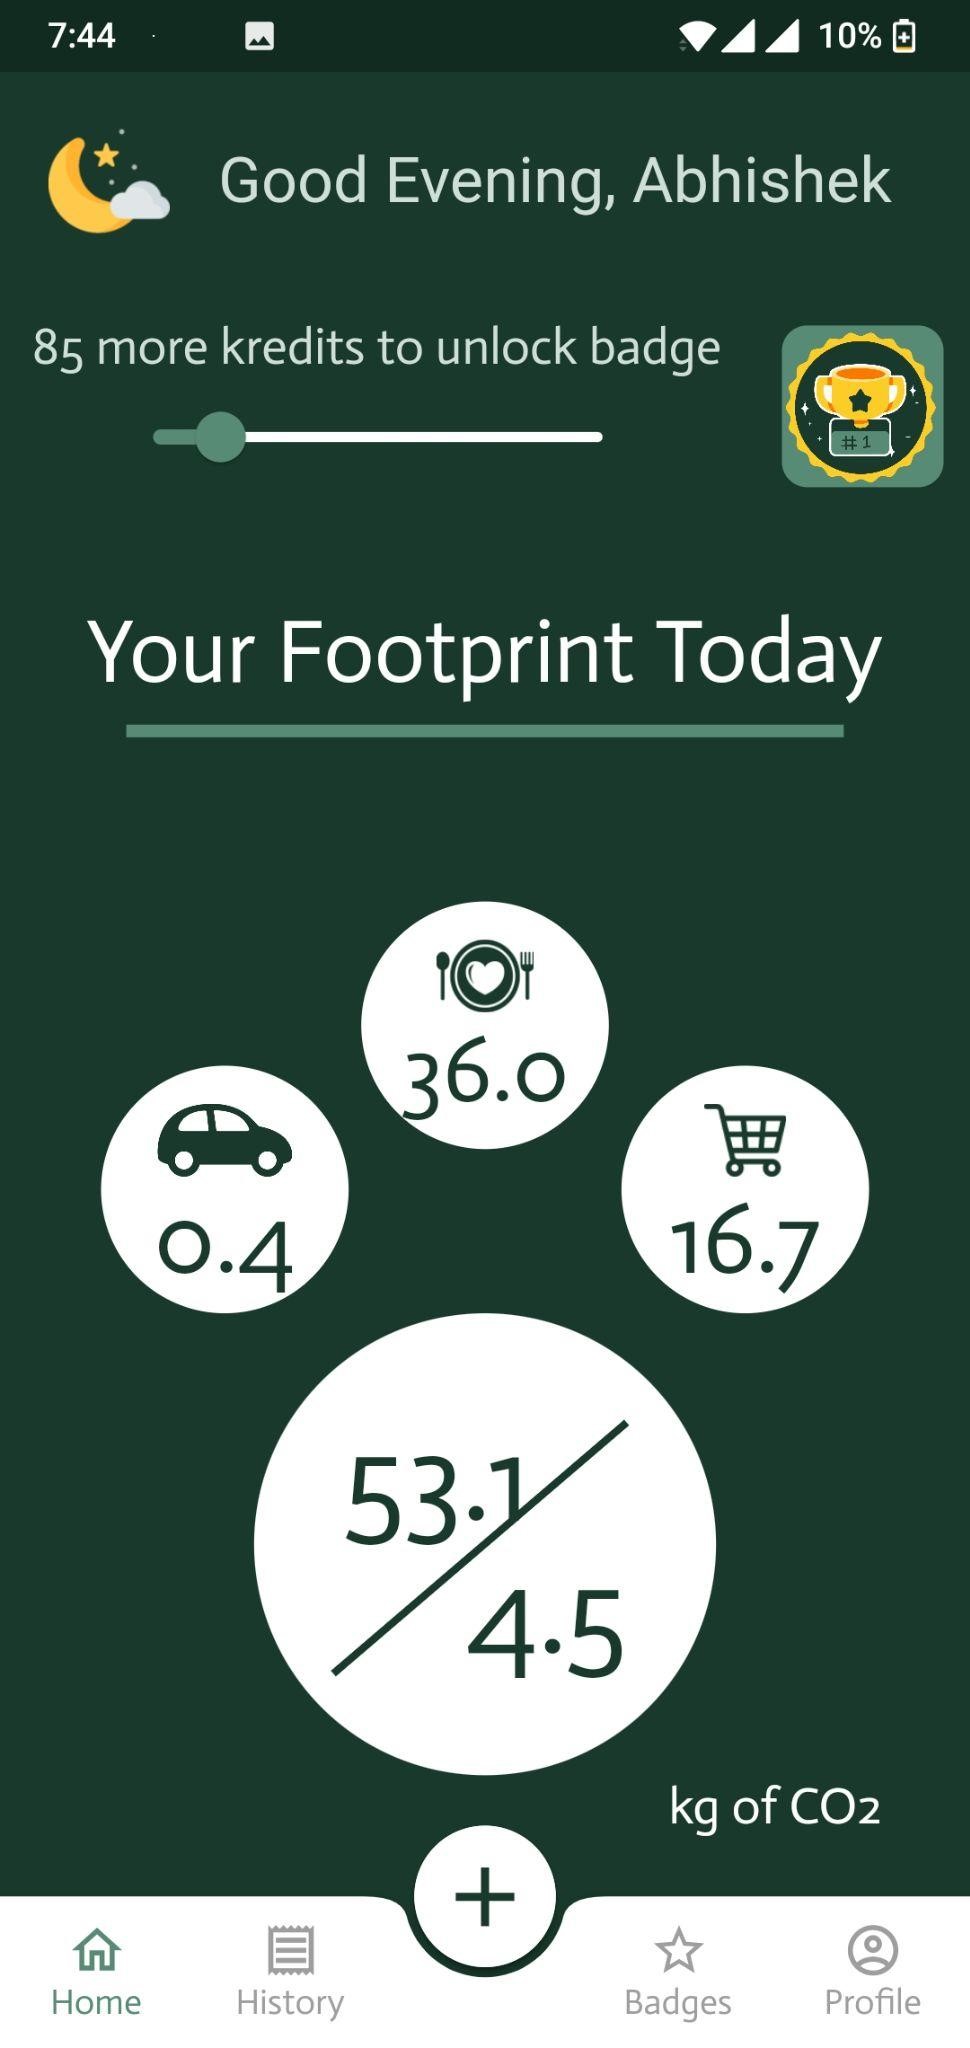 7:44
10%
Good Evening, Abhishek
85 more kredits to unlock badge
#1
Your Footprint Today
36.0
0.4
16.7
53.1
4.5
kg of CO2
Home
History
Badges
Profile